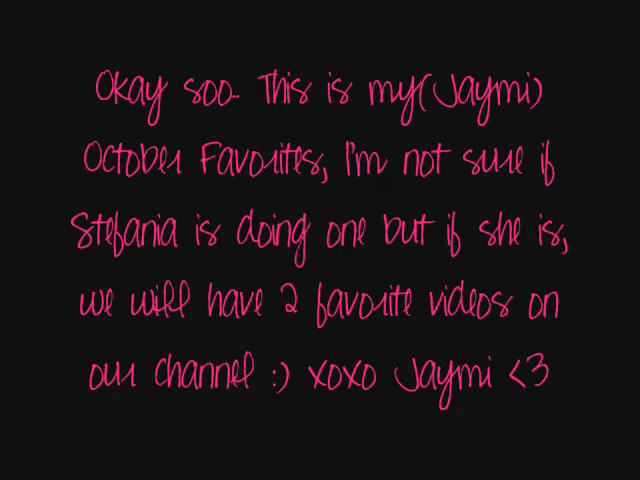 Okay soo.. This is my(Jaymi)
October Favorites, I'm not sure if
Stefania is doing one but if she is,
we will have 2 favorite videos on
our channel :) xoxo Jaymi <3